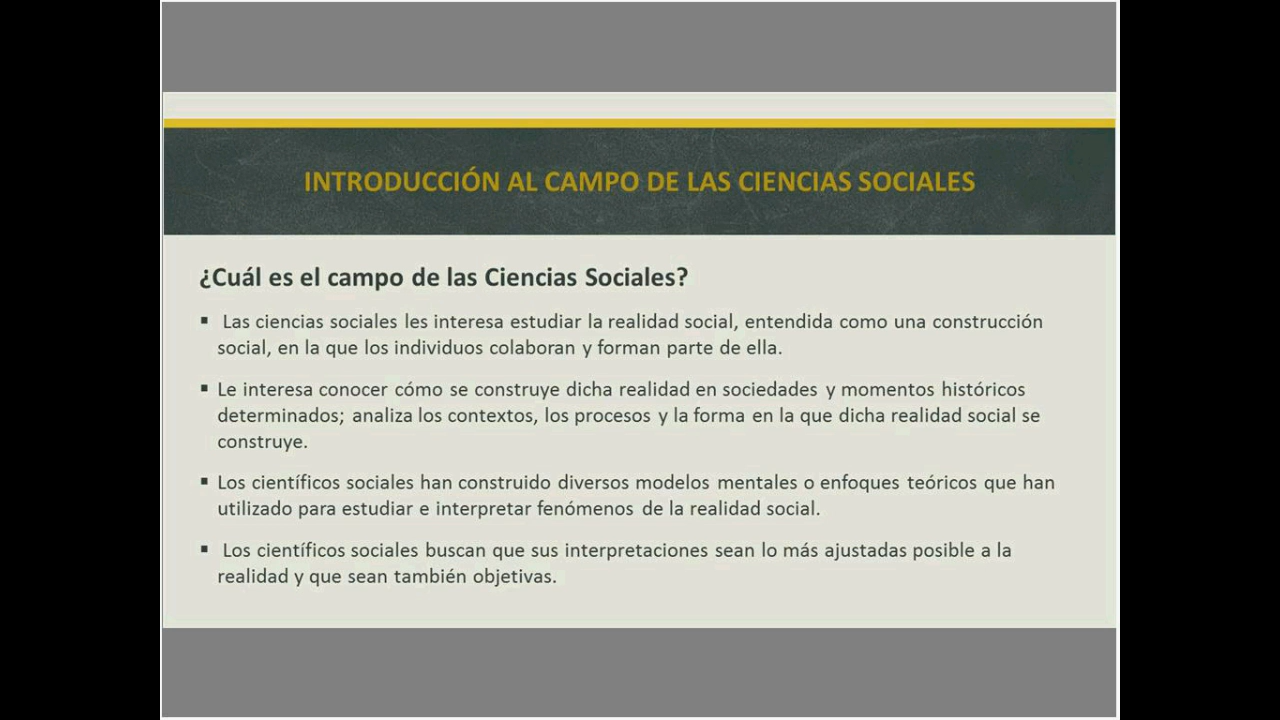 INTRODUCCIÓN AL CAMPO DE LAS CIENCIAS SOCIALES
¿Cuál es el campo de las Ciencias Sociales?
▪ Las ciencias sociales les interesa estudiar la realidad social, entendida como una construcción
social, en la que los individuos colaboran y forman parte de ella.
▪ Le interesa conocer cómo se construye dicha realidad en sociedades y momentos históricos
determinados; analiza los contextos, los procesos y la forma en la que dicha realidad social se
construye.
▪ Los científicos sociales han construido diversos modelos mentales o enfoques teóricos que han
utilizado para estudiar e interpretar fenómenos de la realidad social.
▪ Los científicos sociales buscan que sus interpretaciones sean lo más ajustadas posible a la
realidad y que sean también objetivas.